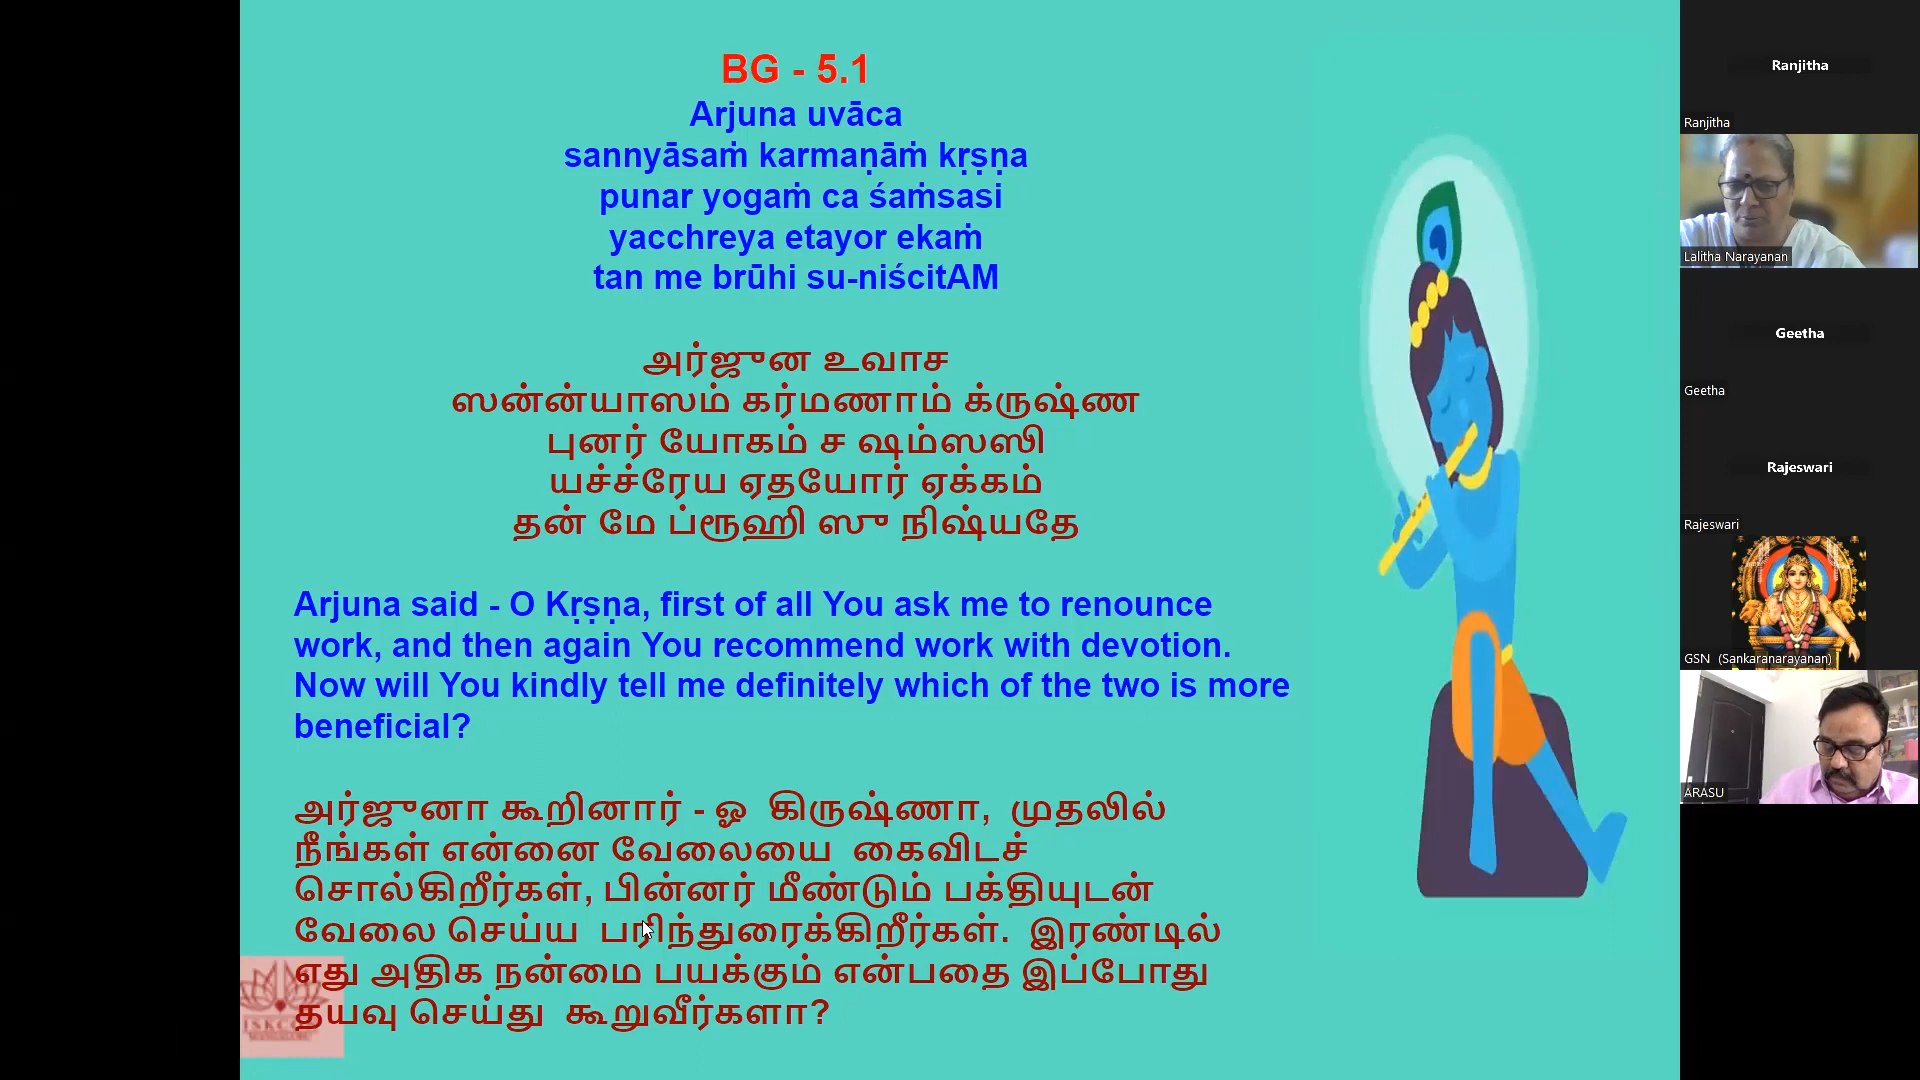 BG - 5.1
Arjuna uvāca
sannyāsaṁ karmaṇāṁ kṛṣṇa
punar yogaṁ ca śaṁsasi
yacchreya etayor ekaṁ
tan me brūhi su-niścitAM
அர்ஜுன உவாச
ஸன்ன்யாஸம் கர்மணாம் க்ருஷ்ண
புனர் யோகம் ச ஷம்ஸஸி
யச்ச்ரேய ஏதயோர் ஏக்கம்
தன் மே ப்ரூஹி ஸு நிஷ்யதே
Arjuna said - O Kṛṣṇa, first of all You ask me to renounce
work, and then again You recommend work with devotion.
Now will You kindly tell me definitely which of the two is more
beneficial?
அர்ஜுனா கூறினார் - ஓ கிருஷ்ணா, முதலில்
நீங்கள் என்னை வேலையை கைவிடச்
சொல்கிறீர்கள், பின்னர் மீண்டும் பக்தியுடன்
வேலை செய்ய பரிந்துரைக்கிறீர்கள். இரண்டில்
எது அதிக நன்மை பயக்கும் என்பதை இப்போது
தயவு செய்து கூறுவீர்களா?
Ranjitha
Ranjitha
Lalitha Narayanan
Geetha
Geetha
Rajeswari
Rajeswari
GSN (Sankaranarayanan)
ARASU